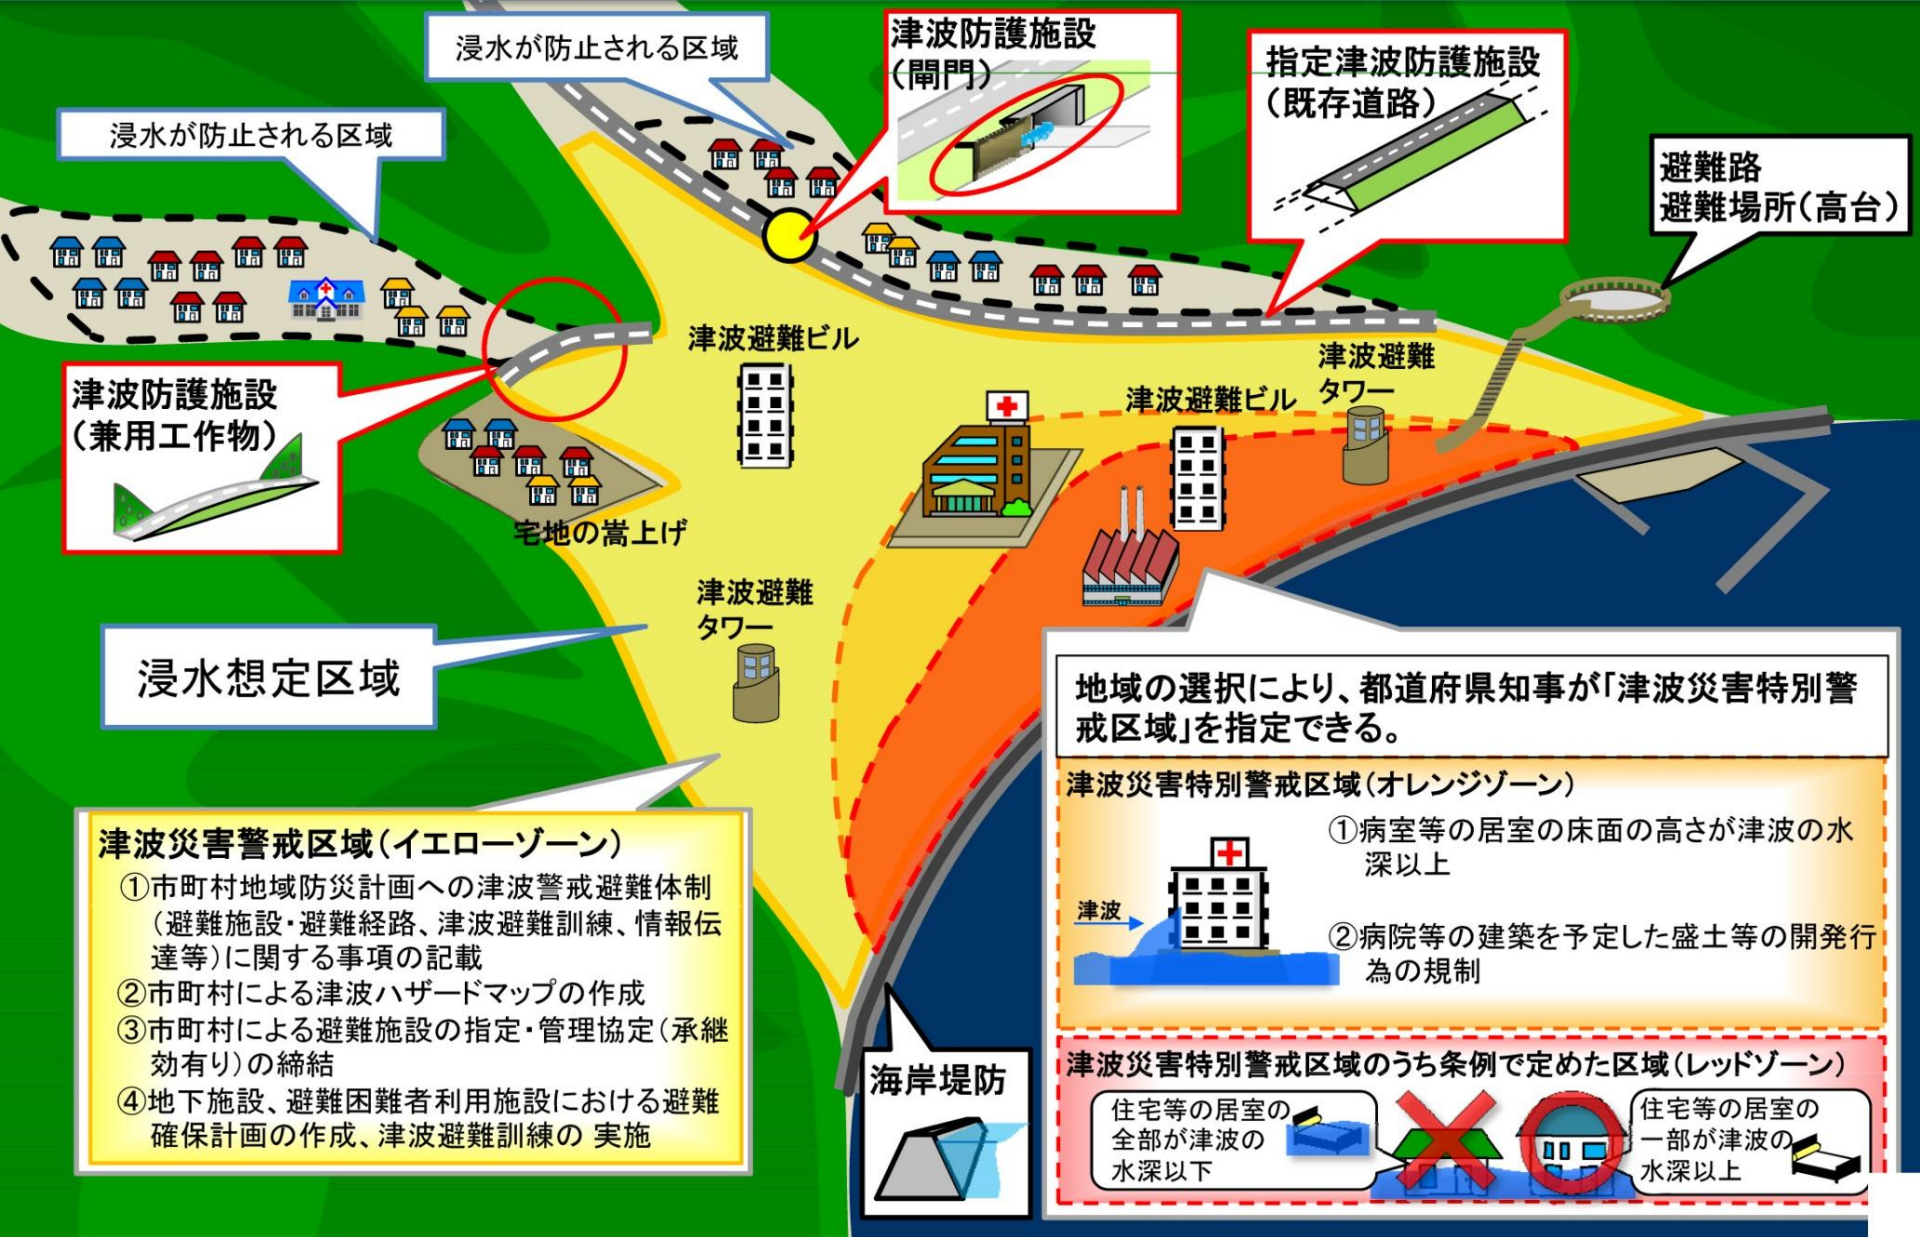 浸水が防止される区域
浸水が防止される区域
津波防護施設
(閘門)
指定津波防護施設
(既存道路)
避難路
避難場所(高台)
津波防護施設
(兼用工作物)
津波避難ビル
津波避難ビル
津波避難
タワー
宅地の嵩上げ
津波避難
タワー
浸水想定区域
津波災害警戒区域(イエローゾーン)
①市町村地域防災計画への津波警戒避難体制
(避難施設・避難経路、津波避難訓練、情報伝
達等)に関する事項の記載
②市町村による津波ハザードマップの作成
③市町村による避難施設の指定・管理協定(承継
効有り)の締結
④地下施設、避難困難者利用施設における避難
確保計画の作成、津波避難訓練の 実施
海岸堤防
地域の選択により、都道府県知事が「津波災害特別警
戒区域」を指定できる。
津波災害特別警戒区域(オレンジゾーン)
①病室等の居室の床面の高さが津波の水
深以上
津波
②病院等の建築を予定した盛土等の開発行
為の規制
津波災害特別警戒区域のうち条例で定めた区域(レッドゾーン)
住宅等の居室の
全部が津波の
水深以下
住宅等の居室の
一部が津波の
水深以上